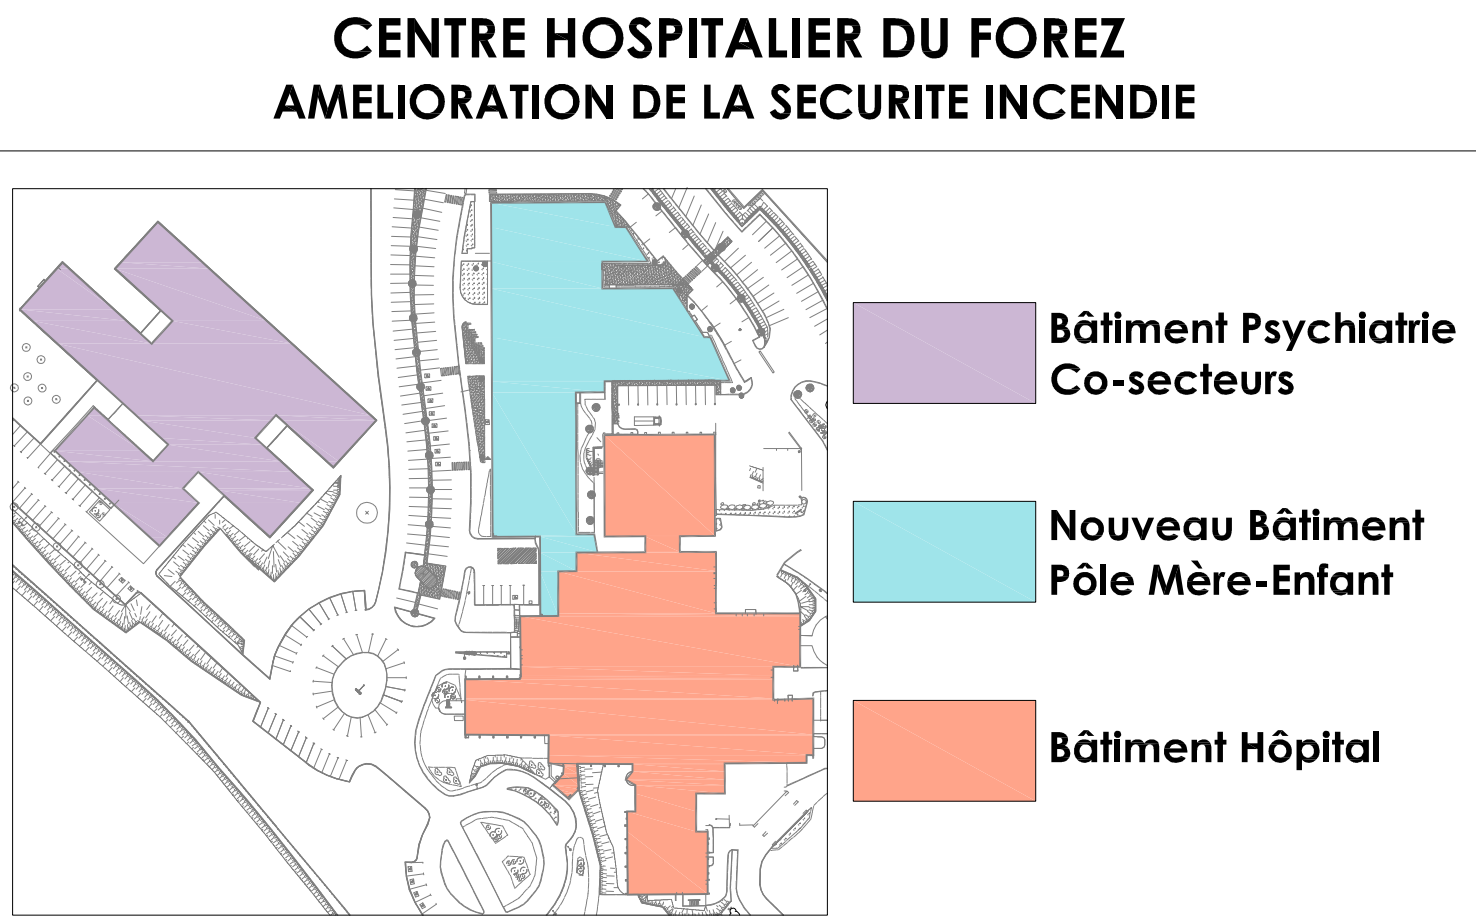 CENTRE HOSPITALIER DU FOREZ
AMELIORATION DE LA SECURITE INCENDIE
Bâtiment Psychiatrie
Co-secteurs
Nouveau Bâtiment
Pôle Mère-Enfant
Bâtiment Hôpital